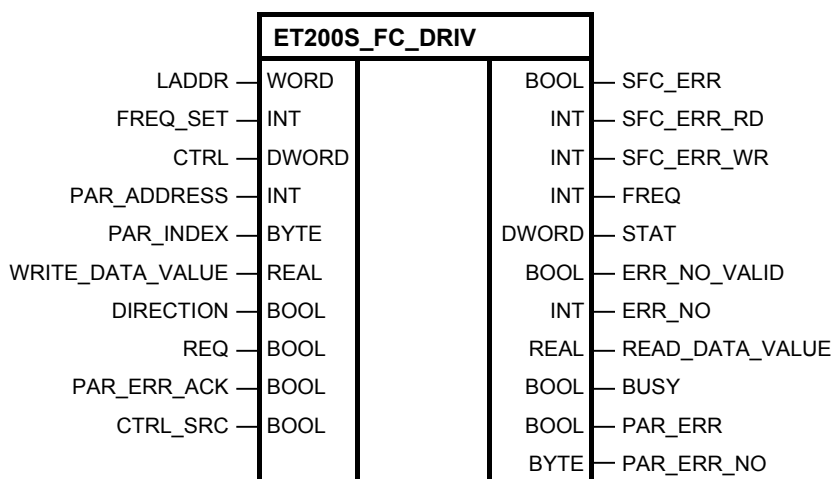 ET200S_FC_DRIV
LADDR WORD BOOL SFC_ERR
FREQ_SET INT INT SFC_ERR_RD
CTRL DWORD INT SFC_ERR_WR
PAR_ADDRESS INT INT FREQ
PAR_INDEX BYTE DWORD STAT
WRITE_DATA_VALUE REAL BOOL ERR_NO_VALID
DIRECTION BOOL INT ERR_NO
REQ BOOL REAL READ_DATA_VALUE
PAR_ERR_ACK BOOL BOOL BUSY
CTRL_SRC BOOL BOOL PAR_ERR
BYTE PAR_ERR_NO